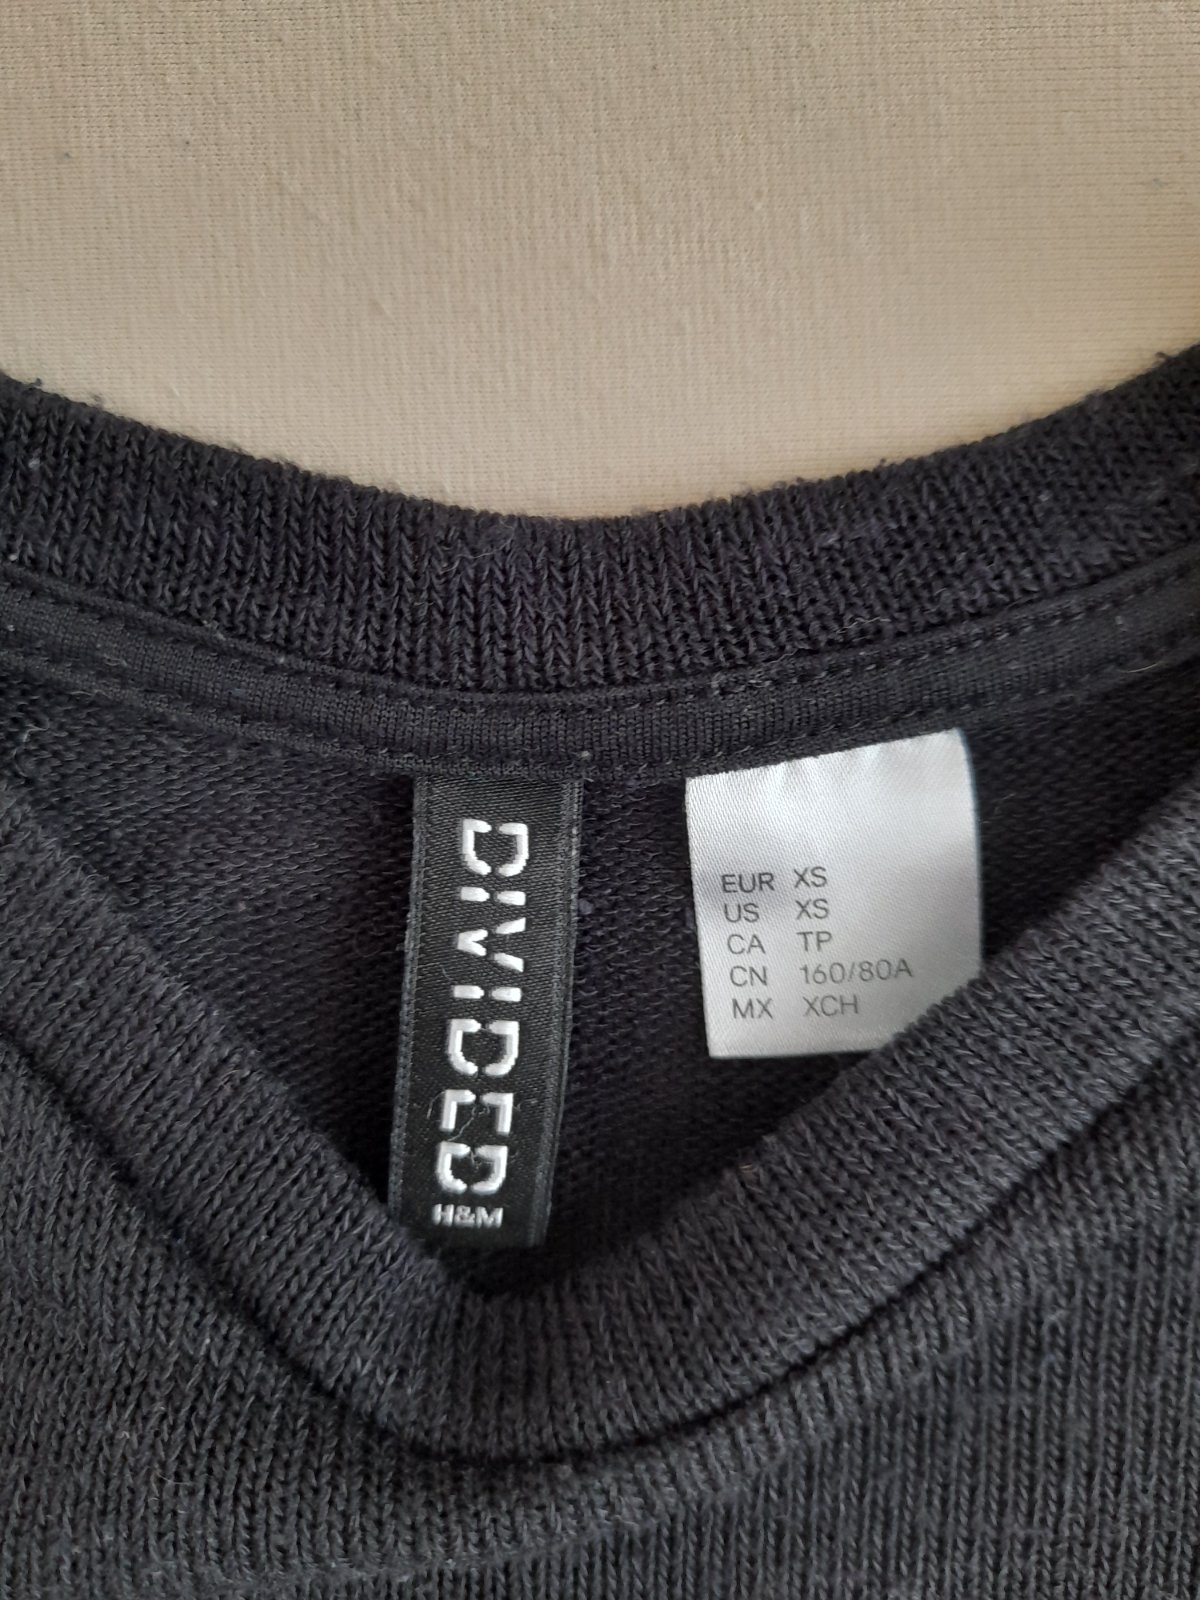 DIVIDED
H&M
EUR XS
US XS
CA TP
CN 160/80A
MX XCH